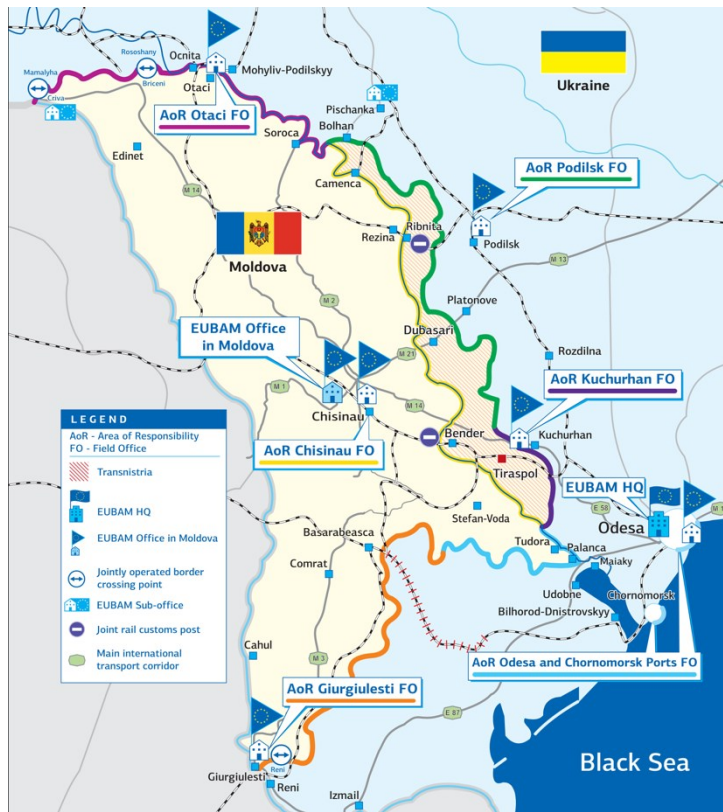 Rososhany
Mamalyha
Ocnita
Briceni
Criva
Otaci
Mohyliv-Podilskyy
AoR Otaci FO
Ukraine
Pischanka
Bolhan
Soroca
Edinet
M 14
Camenca
AoR Podilsk FO
Moldova
Rezina
Ribnita
Podilsk
M 13
M 2
Platonove
EUBAM Office
in Moldova
Dubasari
M 21
Rozdilna
M 1
AoR Kuchurhan FO
M 14
Chisinau
AoR Chisinau FO
Bender
Kuchurhan
Tiraspol
EUBAM HQ
Stefan-Voda
E 58
Odesa
Basarabeasca
Tudora
Palanca
Maiaky
Comrat
Udobne
Chornomorsk
Bilhorod-Dnistrovskyy
Cahul
M 3
AoR Odesa and Chornomorsk Ports FO
AoR Giurgiulesti FO
E 87
Reni
Giurgiulesti
Reni
Izmail
Black Sea
LEGEND
AoR - Area of Responsibility
FO - Field Office
Transnistria
EUBAM HQ
EUBAM Office in Moldova
Jointly operated border
crossing point
EUBAM Sub-office
Joint rail customs post
Main international
transport corridor